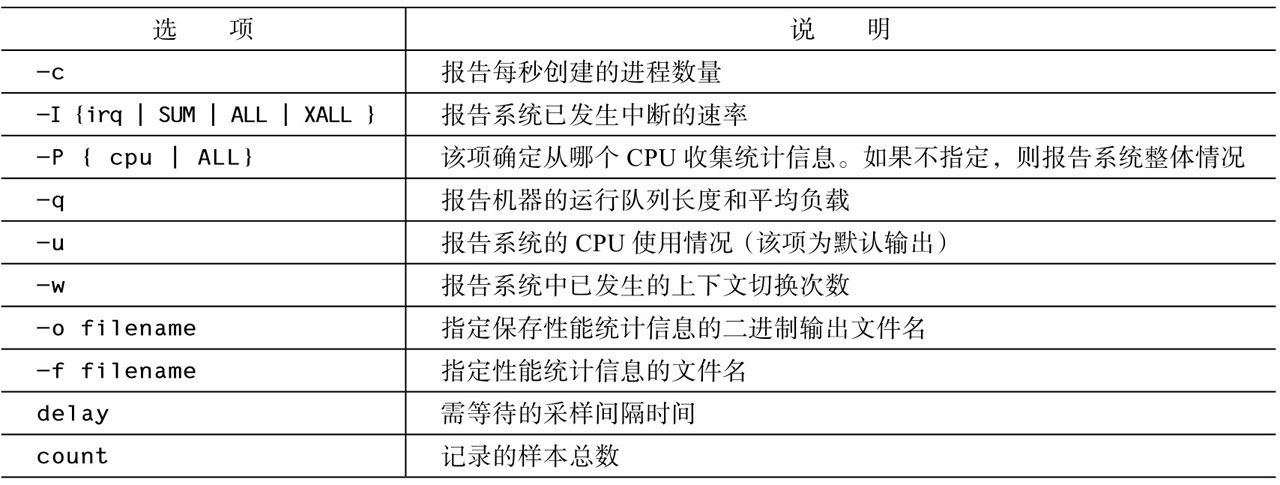 选 项 说 明
-c 报告每秒创建的进程数量
-I {irq | SUM | ALL | XALL } 报告系统已发生中断的速率
-P { cpu | ALL} 该项确定从哪个 CPU 收集统计信息。如果不指定，则报告系统整体情况
-q 报告机器的运行队列长度和平均负载
-u 报告系统的 CPU 使用情况（该项为默认输出）
-w 报告系统中已发生的上下文切换次数
-o filename 指定保存性能统计信息的二进制输出文件名
-f filename 指定性能统计信息的文件名
delay 需等待的采样间隔时间
count 记录的样本总数